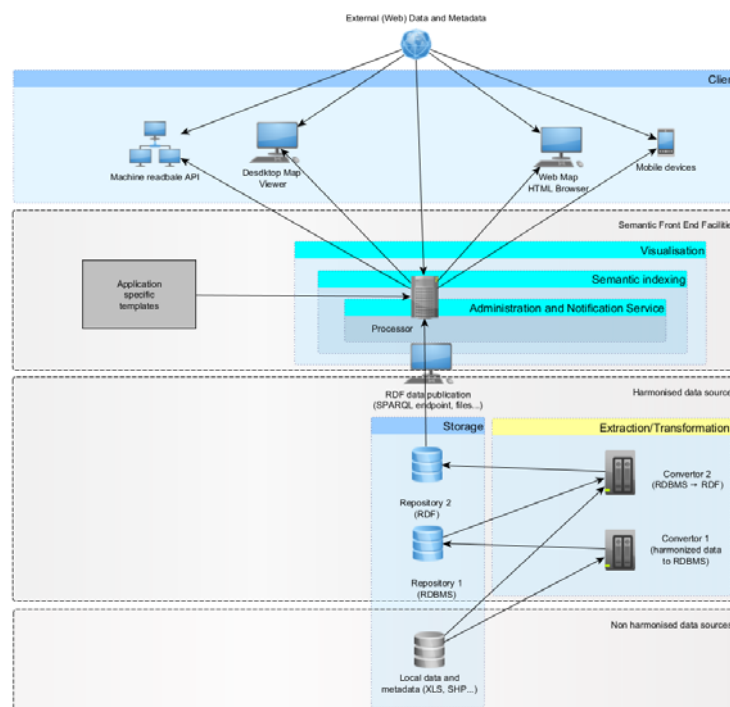 External (Web) Data and Metadata
Clien
Machine readbale API
Desdktop Map
Viewer
Web Map
HTML Browser
Mobile devices
Semantic Front End Facilitie
Visualisation
Semantic indexing
Administration and Notification Service
Application
specific
templates
Processor
RDF data publication
(SPARQL endpoint, files...)
Harmonised data source
Storage
Extraction/Transformation
Repository 2
(RDF)
Convertor 2
(RDBMS → RDF)
Repository 1
(RDBMS)
Convertor 1
(harmonized data
to RDBMS)
Non harmonised data sources
Local data and
metadata (XLS, SHP...)